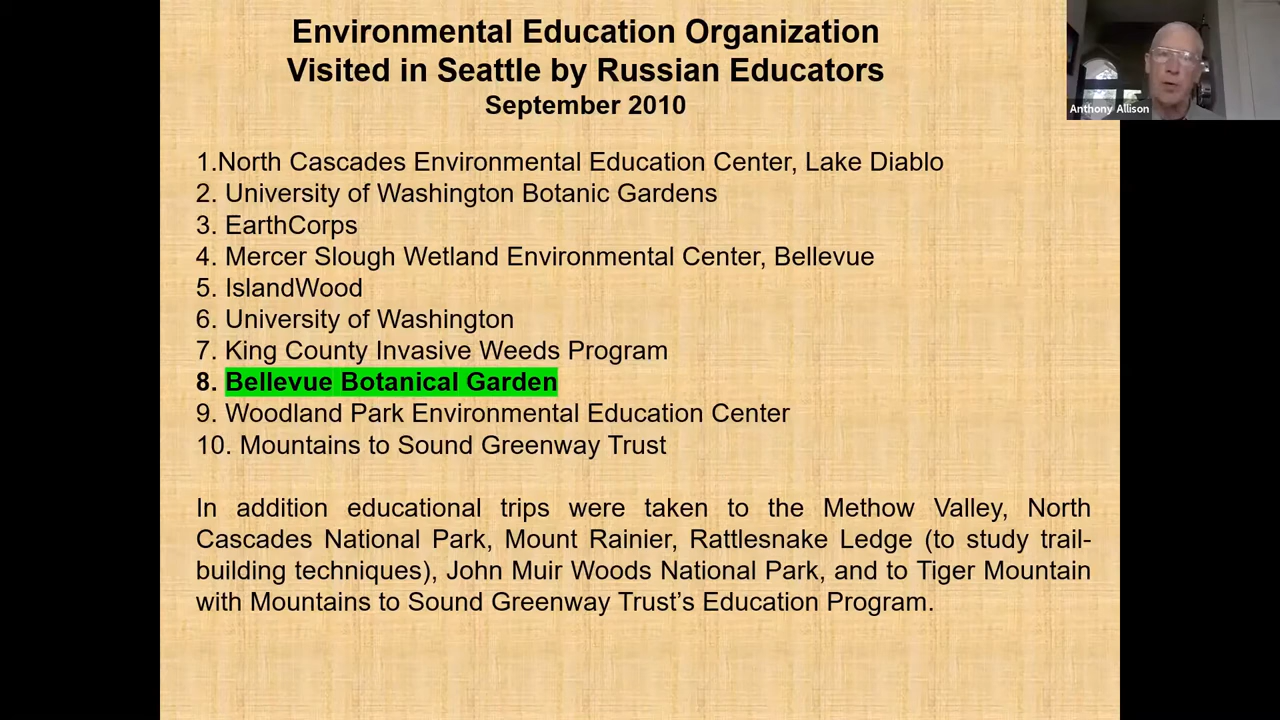 Environmental Education Organization
Visited in Seattle by Russian Educators
September 2010
Anthony Allison
1.North Cascades Environmental Education Center, Lake Diablo
2. University of Washington Botanic Gardens
3. EarthCorps
4. Mercer Slough Wetland Environmental Center, Bellevue
5. IslandWood
6. University of Washington
7. King County Invasive Weeds Program
8. Bellevue Botanical Garden
9. Woodland Park Environmental Education Center
10. Mountains to Sound Greenway Trust
In addition educational trips were taken to the Methow Valley, North
Cascades National Park, Mount Rainier, Rattlesnake Ledge (to study trail-
building techniques), John Muir Woods National Park, and to Tiger Mountain
with Mountains to Sound Greenway Trust’s Education Program.